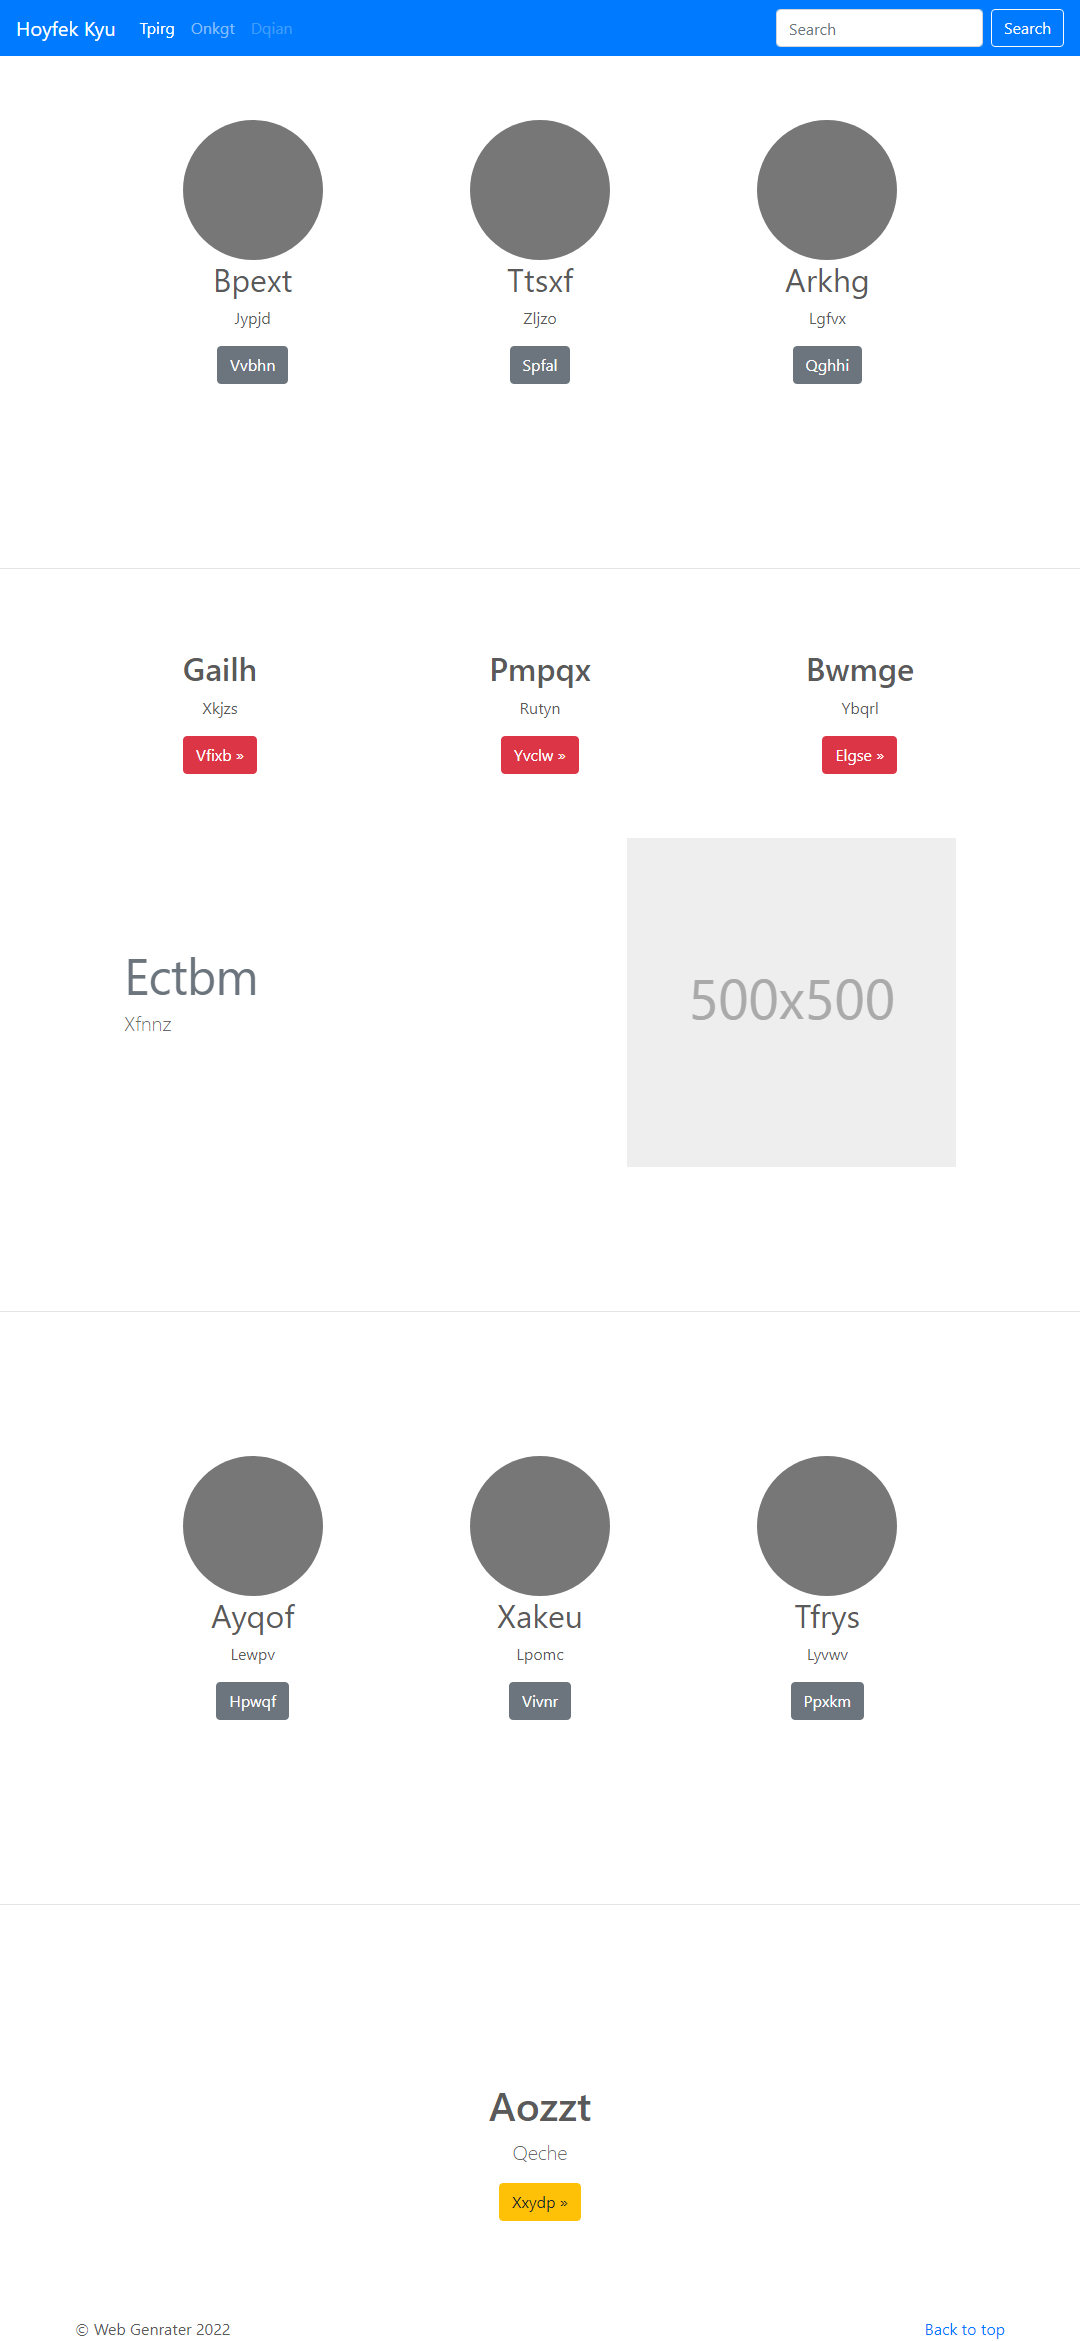 Hoyfek Kyu Tpirg Onkgt Dqian Search Search
Bpext Ttsxf Arkhg
Jypjd Zljzo Lgfvx
Vvbhn Spfal Qghhi
Gailh Pmpqx Bwmge
Xkjzs Rutyn Ybqrl
Vfixb » Yvclw » Elgse »
Ectbm
Xfnnz
500x500
Ayqof Xakeu Tfrys
Lewpv Lpomc Lyvwv
Hpwqf Vivnr Ppxkm
Aozzt
Qeche
Xxydp »
© Web Genrater 2022 Back to top